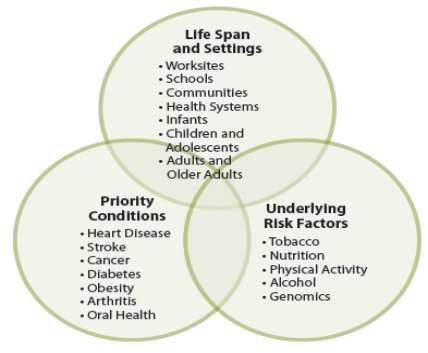 Life Span
and Settings
• Worksites
• Schools
• Communities
• Health Systems
• Infants
• Children and
Adolescents
• Adults and
Older Adults
Priority
Conditions
• Heart Disease
• Stroke
• Cancer
• Diabetes
• Obesity
• Arthritis
• Oral Health
Underlying
Risk Factors
• Tobacco
• Nutrition
• Physical Activity
• Alcohol
• Genomics